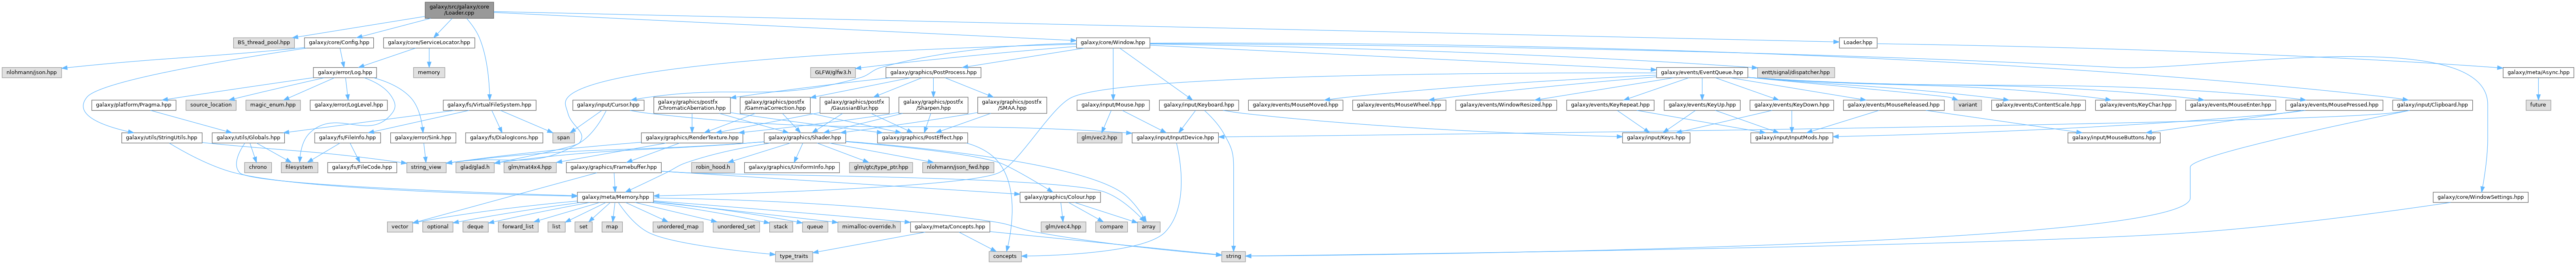 galaxy/src/galaxy/core
/Loader.cpp
BS_thread_pool.hpp
galaxy/core/Config.hpp
galaxy/core/ServiceLocator.hpp
galaxy/core/Window.hpp
Loader.hpp
nlohmann/json.hpp
galaxy/error/Log.hpp
memory
GLFW/glfw3.h
galaxy/graphics/PostProcess.hpp
galaxy/events/EventQueue.hpp
entt/signal/dispatcher.hpp
galaxy/meta/Async.hpp
galaxy/platform/Pragma.hpp
source_location
magic_enum.hpp
galaxy/error/LogLevel.hpp
galaxy/fs/VirtualFileSystem.hpp
galaxy/input/Cursor.hpp
galaxy/graphics/postfx
/ChromaticAberration.hpp
galaxy/graphics/postfx
/GammaCorrection.hpp
galaxy/graphics/postfx
/GaussianBlur.hpp
galaxy/graphics/postfx
/Sharpen.hpp
galaxy/graphics/postfx
/SMAA.hpp
galaxy/input/Mouse.hpp
galaxy/input/Keyboard.hpp
galaxy/events/MouseMoved.hpp
galaxy/events/MouseWheel.hpp
galaxy/events/WindowResized.hpp
galaxy/events/KeyRepeat.hpp
galaxy/events/KeyUp.hpp
galaxy/events/KeyDown.hpp
galaxy/events/MouseReleased.hpp
variant
galaxy/events/ContentScale.hpp
galaxy/events/KeyChar.hpp
galaxy/events/MouseEnter.hpp
galaxy/events/MousePressed.hpp
galaxy/input/Clipboard.hpp
future
galaxy/utils/StringUtils.hpp
galaxy/utils/Globals.hpp
galaxy/fs/FileInfo.hpp
galaxy/error/Sink.hpp
galaxy/fs/DialogIcons.hpp
span
galaxy/graphics/RenderTexture.hpp
galaxy/graphics/Shader.hpp
galaxy/graphics/PostEffect.hpp
glm/vec2.hpp
galaxy/input/InputDevice.hpp
galaxy/input/Keys.hpp
galaxy/input/InputMods.hpp
galaxy/input/MouseButtons.hpp
chrono
filesystem
galaxy/fs/FileCode.hpp
string_view
glad/glad.h
glm/mat4x4.hpp
galaxy/graphics/Framebuffer.hpp
robin_hood.h
galaxy/graphics/UniformInfo.hpp
glm/gtc/type_ptr.hpp
nlohmann/json_fwd.hpp
galaxy/meta/Memory.hpp
galaxy/graphics/Colour.hpp
galaxy/core/WindowSettings.hpp
vector
optional
deque
forward_list
list
set
map
unordered_map
unordered_set
stack
queue
mimalloc-override.h
galaxy/meta/Concepts.hpp
glm/vec4.hpp
compare
array
type_traits
concepts
string